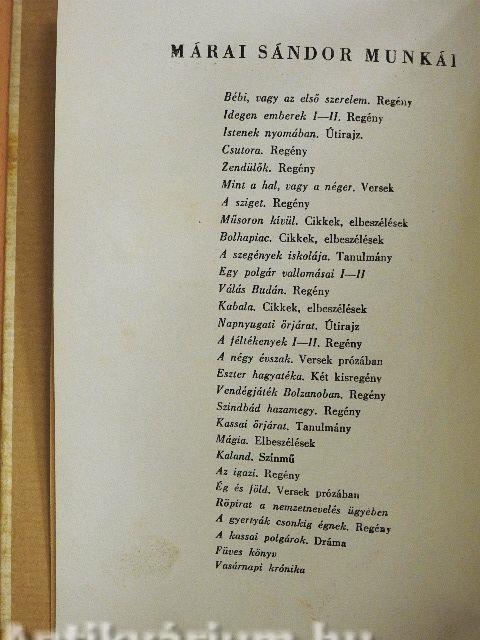 MÁRAI SÁNDOR MUNKÁI
Bébi, vagy az első szerelem. Regény
Idegen emberek I—II. Regény
Istenek nyomában. Útirajz.
Csutora. Regény
Zendülők. Regény
Mint a hal, vagy a néger. Versek
A sziget. Regény
Műsoron kívül. Cikkek, elbeszélések
Bolhapiac. Cikkek, elbeszélések
A szegények iskolája. Tanulmány
Egy polgár vallomásai I—II
Válás Budán. Regény
Kabala. Cikkek, elbeszélések
Napnyugati őrjárat. Útirajz
A féltékenyek I—II. Regény
A négy évszak. Versek prózában
Eszter hagyatéka. Két kisregény
Vendégjáték Bolzanoban. Regény
Szindbád hazamegy. Regény
Kassai őrjárat. Tanulmány
Mágia. Elbeszélések
Kaland. Színmű
Az igazi. Regény
Ég és föld. Versek prózában
Röpirat a nemzetnevelés ügyében
A gyertyák csonkig égnek. Regény
A kassai polgárok. Dráma
Füves könyv
Vasárnapi krónika
Antikvárium.hu